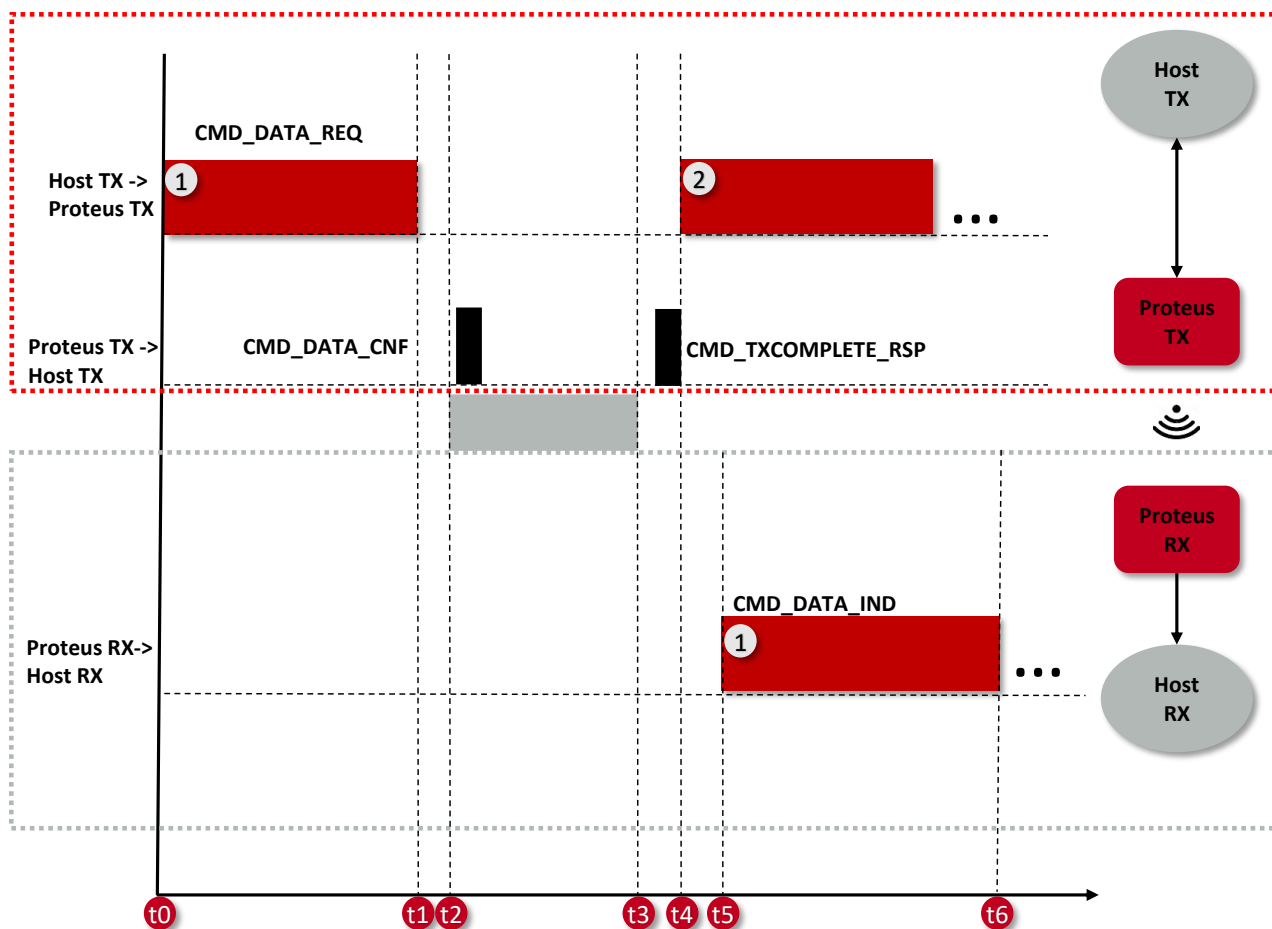 Host
TX
CMD_DATA_REQ
Host TX ->
Proteus TX
1
2
...
Proteus
TX
Proteus TX ->
Host TX
CMD_DATA_CNF
CMD_TXCOMPLETE_RSP
Proteus
RX
CMD_DATA_IND
Proteus RX->
Host RX
1
...
Host
RX
t0
t1
t2
t3
t4
t5
t6